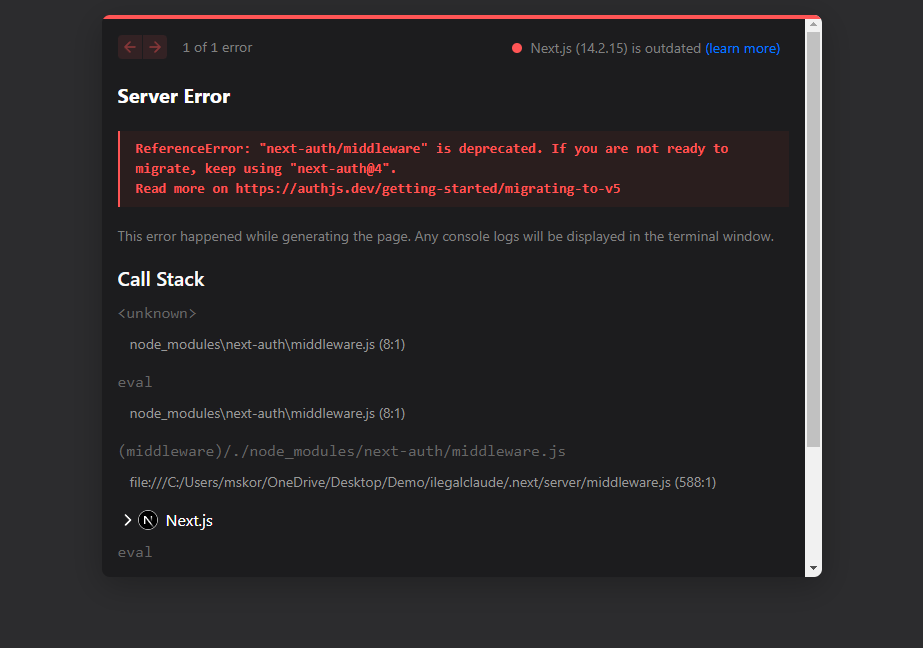 1 of 1 error
Next.js (14.2.15) is outdated (learn more)
Server Error
ReferenceError: "next-auth/middleware" is deprecated. If you are not ready to
migrate, keep using "next-auth@4".
Read more on https://authjs.dev/getting-started/migrating-to-v5
This error happened while generating the page. Any console logs will be displayed in the terminal window.
Call Stack
<unknown>
node_modules\next-auth\middleware.js (8:1)
eval
node_modules\next-auth\middleware.js (8:1)
(middleware)/./node_modules/next-auth/middleware.js
file:///C:/Users/mskor/OneDrive/Desktop/Demo/ilegalclaude/.next/server/middleware.js (588:1)
N Next.js
eval